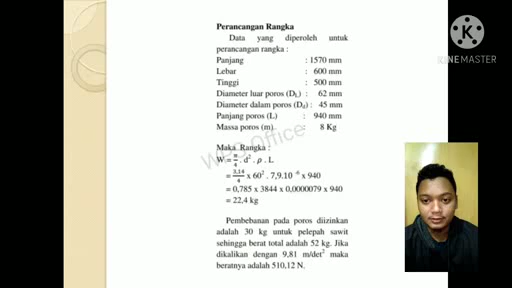 Perancangan Rangka
Data yang diperoleh untuk
perancangan rangka :
Panjang : 1570 mm
Lebar : 600 mm
Tinggi : 500 mm
Diameter luar poros (DL) : 62 mm
Diameter dalam poros (Dd) : 45 mm
Panjang poros (L) : 940 mm
Massa poros (m) : 8 Kg
Maka Rangka :
W = π/4 . d² . ρ . L
= 3,14/4 x 60² . 7,9.10⁻⁶ x 940
= 0,785 x 3844 x 0,0000079 x 940
= 22,4 kg
Pembebanan pada poros diizinkan
adalah 30 kg untuk pelepah sawit
sehingga berat total adalah 52 kg. Jika
dikalikan dengan 9,81 m/det² maka
beratnya adalah 510,12 N.
WPS Office
KINEMASTER